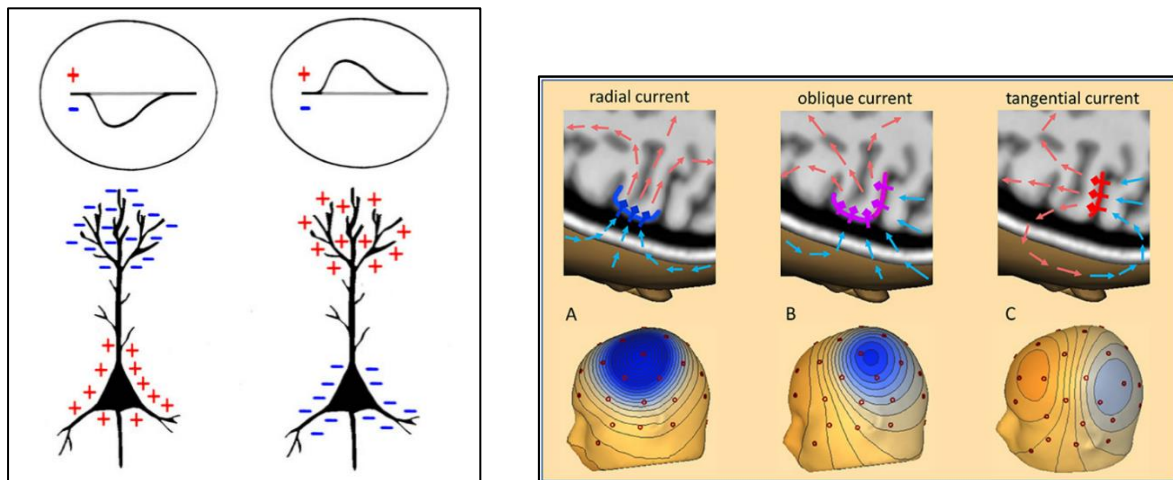 radial current
oblique current
tangential current
A
B
C